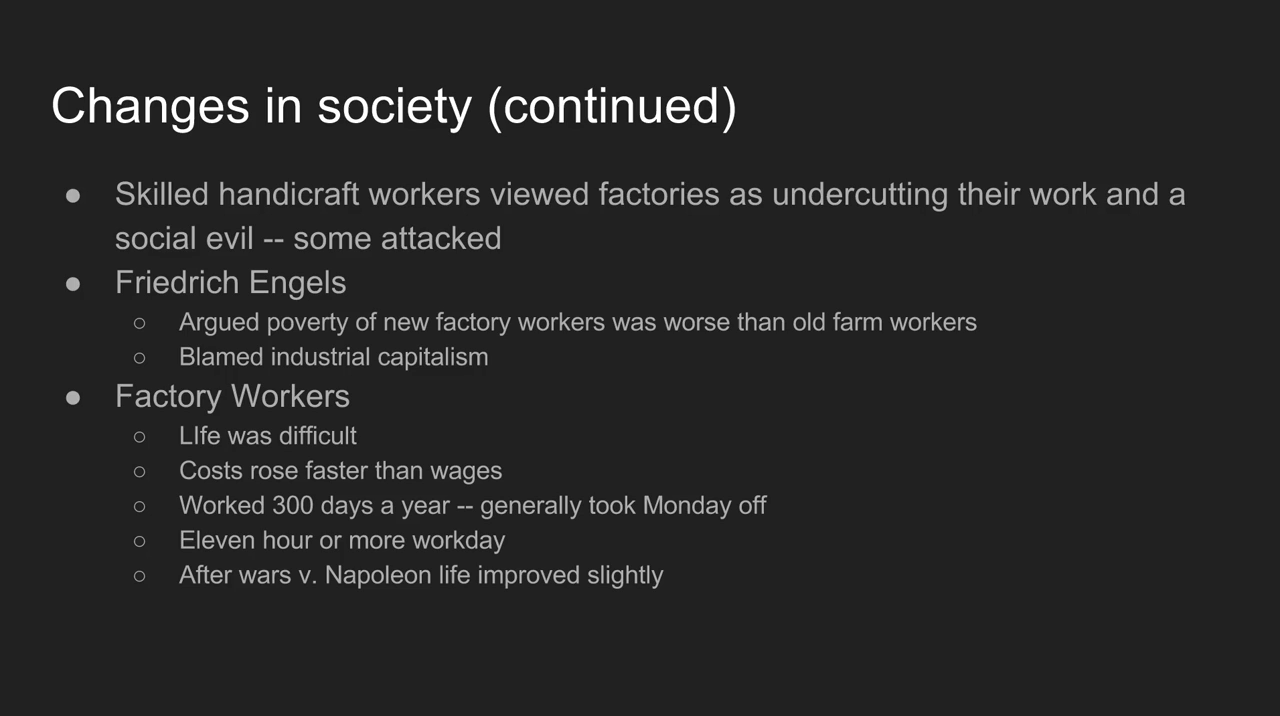 Changes in society (continued)
● Skilled handicraft workers viewed factories as undercutting their work and a
social evil -- some attacked
● Friedrich Engels
○ Argued poverty of new factory workers was worse than old farm workers
○ Blamed industrial capitalism
● Factory Workers
○ LIfe was difficult
○ Costs rose faster than wages
○ Worked 300 days a year -- generally took Monday off
○ Eleven hour or more workday
○ After wars v. Napoleon life improved slightly